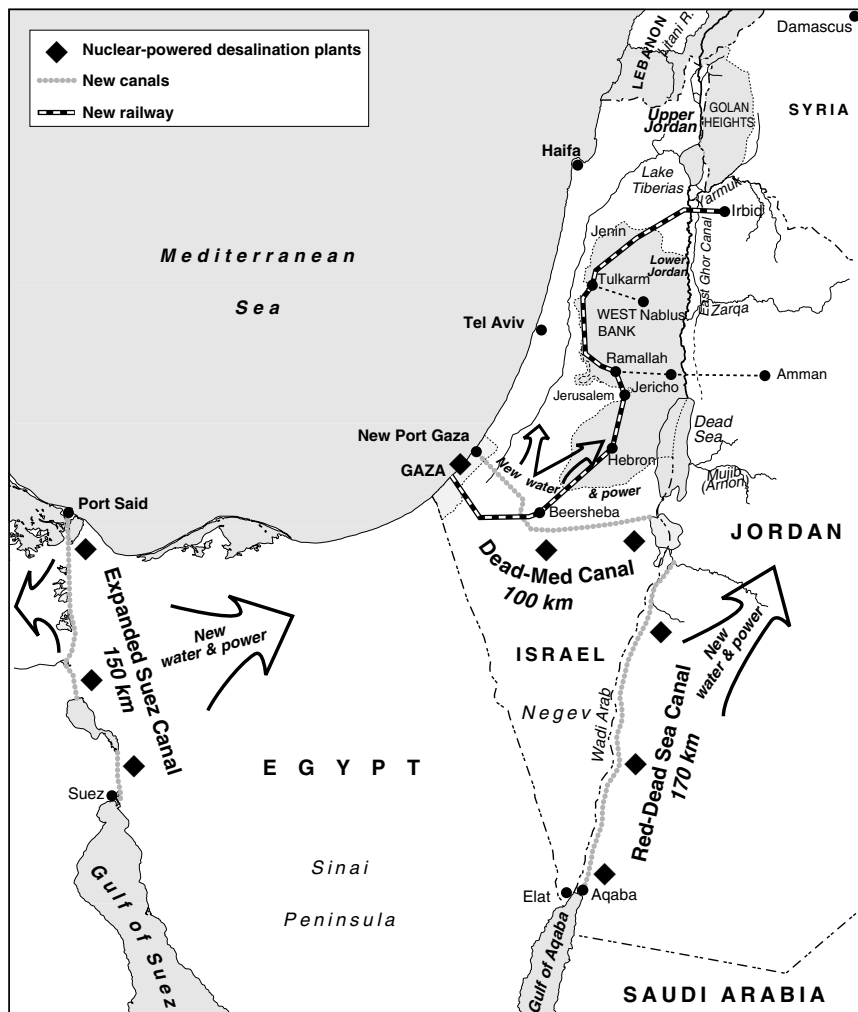 Nuclear-powered desalination plants
New canals
New railway
Damascus
LEBANON
Litani R.
GOLAN
HEIGHTS
SYRIA
Upper
Jordan
Haifa
Lake
Tiberias
Yarmuk
Irbid
Mediterranean
Sea
Jenin
Lower
Jordan
East Ghor Canal
Tulkarm
WEST
BANK
Nablus
Zarqa
Tel Aviv
Ramallah
Jericho
Amman
Jerusalem
Dead
Sea
New Port Gaza
GAZA
New water & power
Hebron
Mujib
(Arnon)
Port Said
Beersheba
JORDAN
Dead-Med Canal
100 km
Expanded Suez Canal
150 km
New
water & power
ISRAEL
New
water & power
Negev
Wadi Arab
Red-Dead Sea Canal
170 km
EGYPT
Suez
Sinai
Peninsula
Elat
Aqaba
Gulf of Suez
Gulf of Aqaba
SAUDI ARABIA